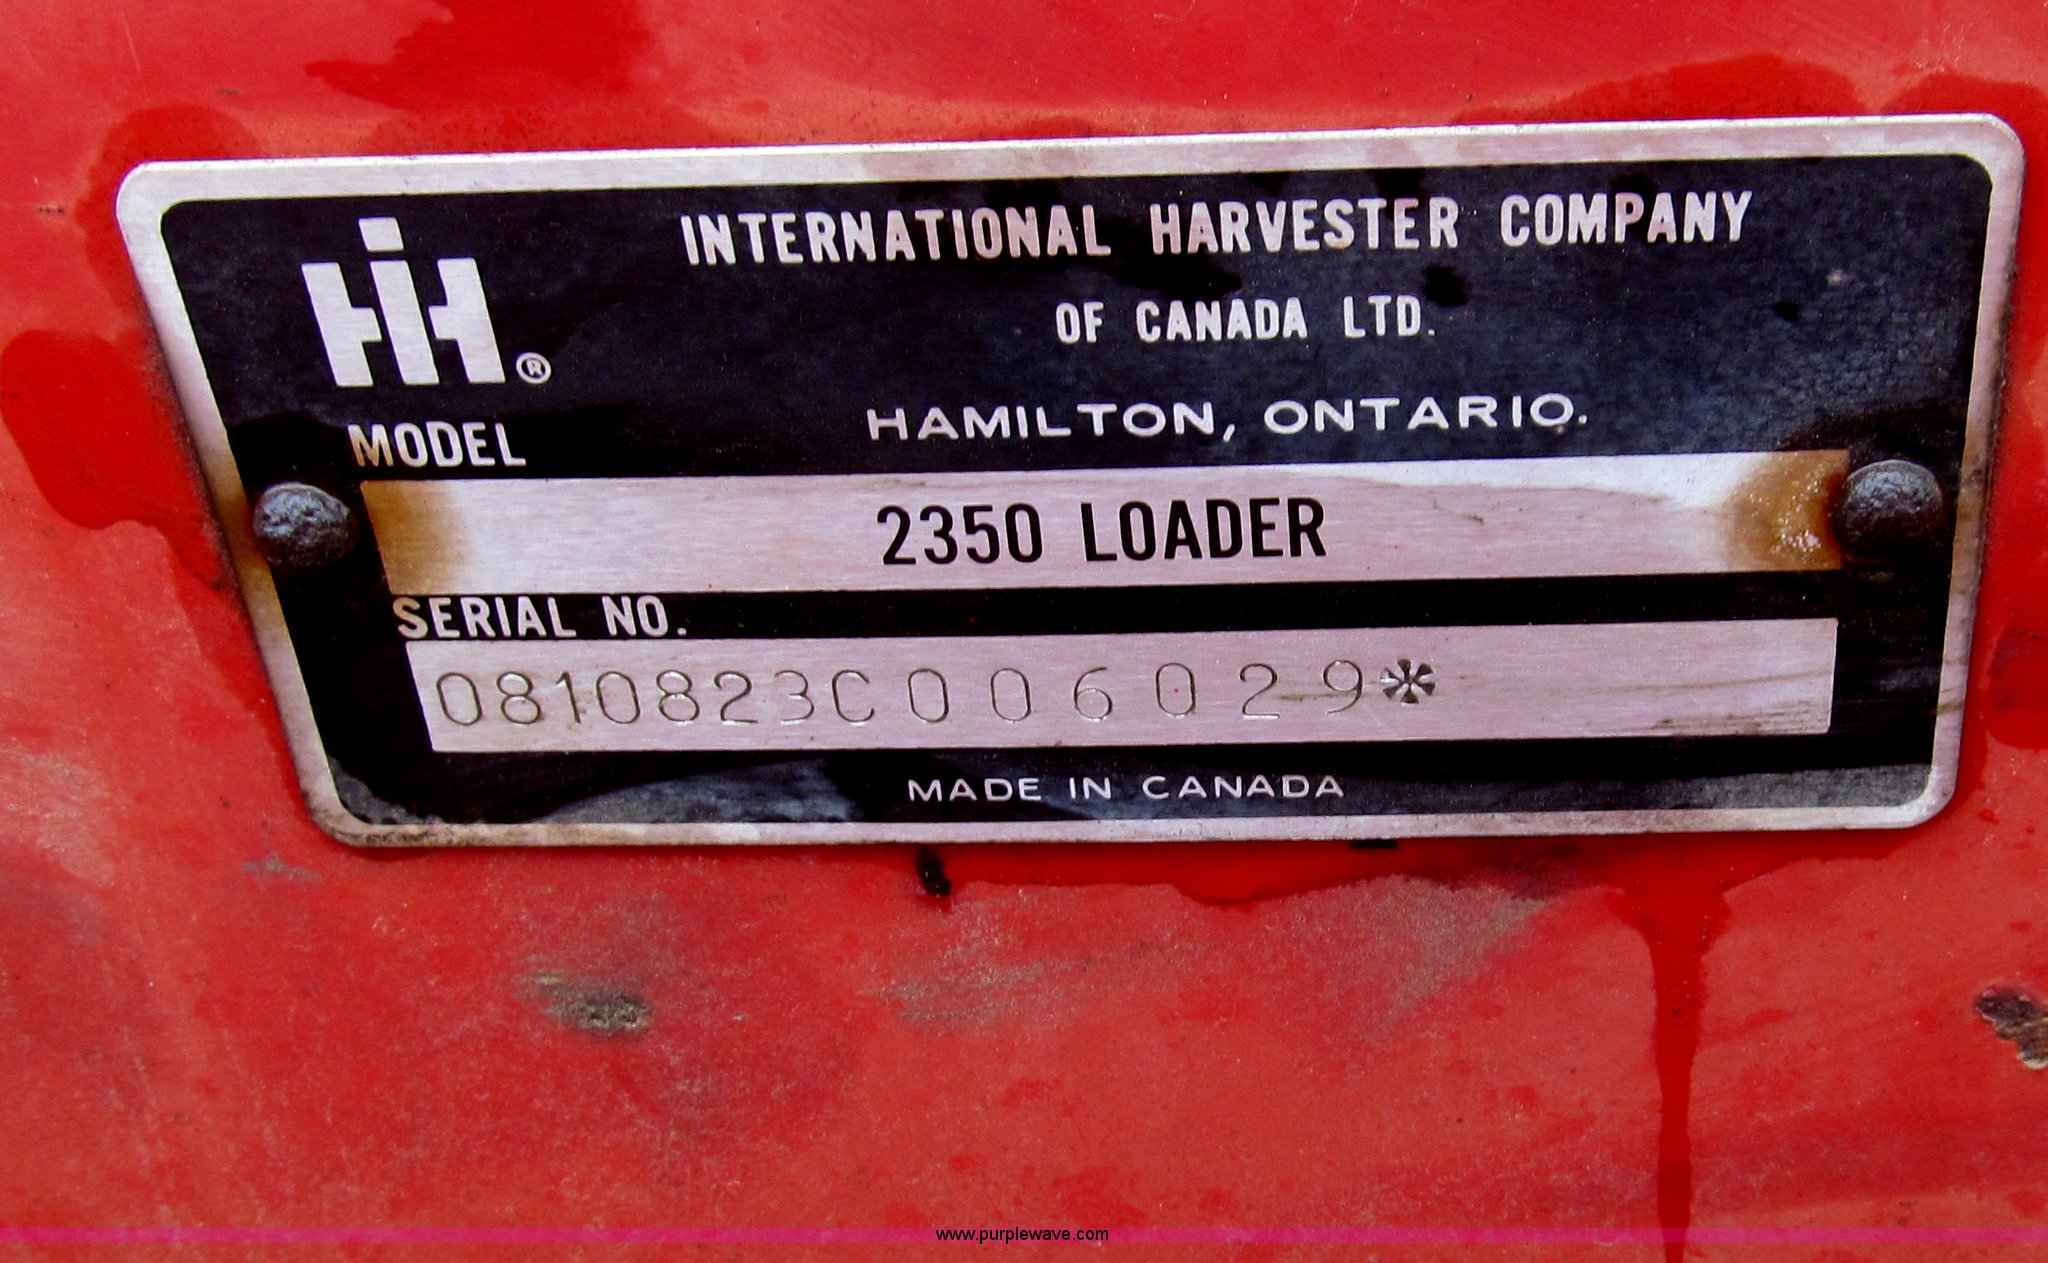 IH®
INTERNATIONAL HARVESTER COMPANY
OF CANADA LTD.
HAMILTON, ONTARIO.
MODEL
2350 LOADER
SERIAL NO.
0810823C006029*
MADE IN CANADA
www.purplewave.com